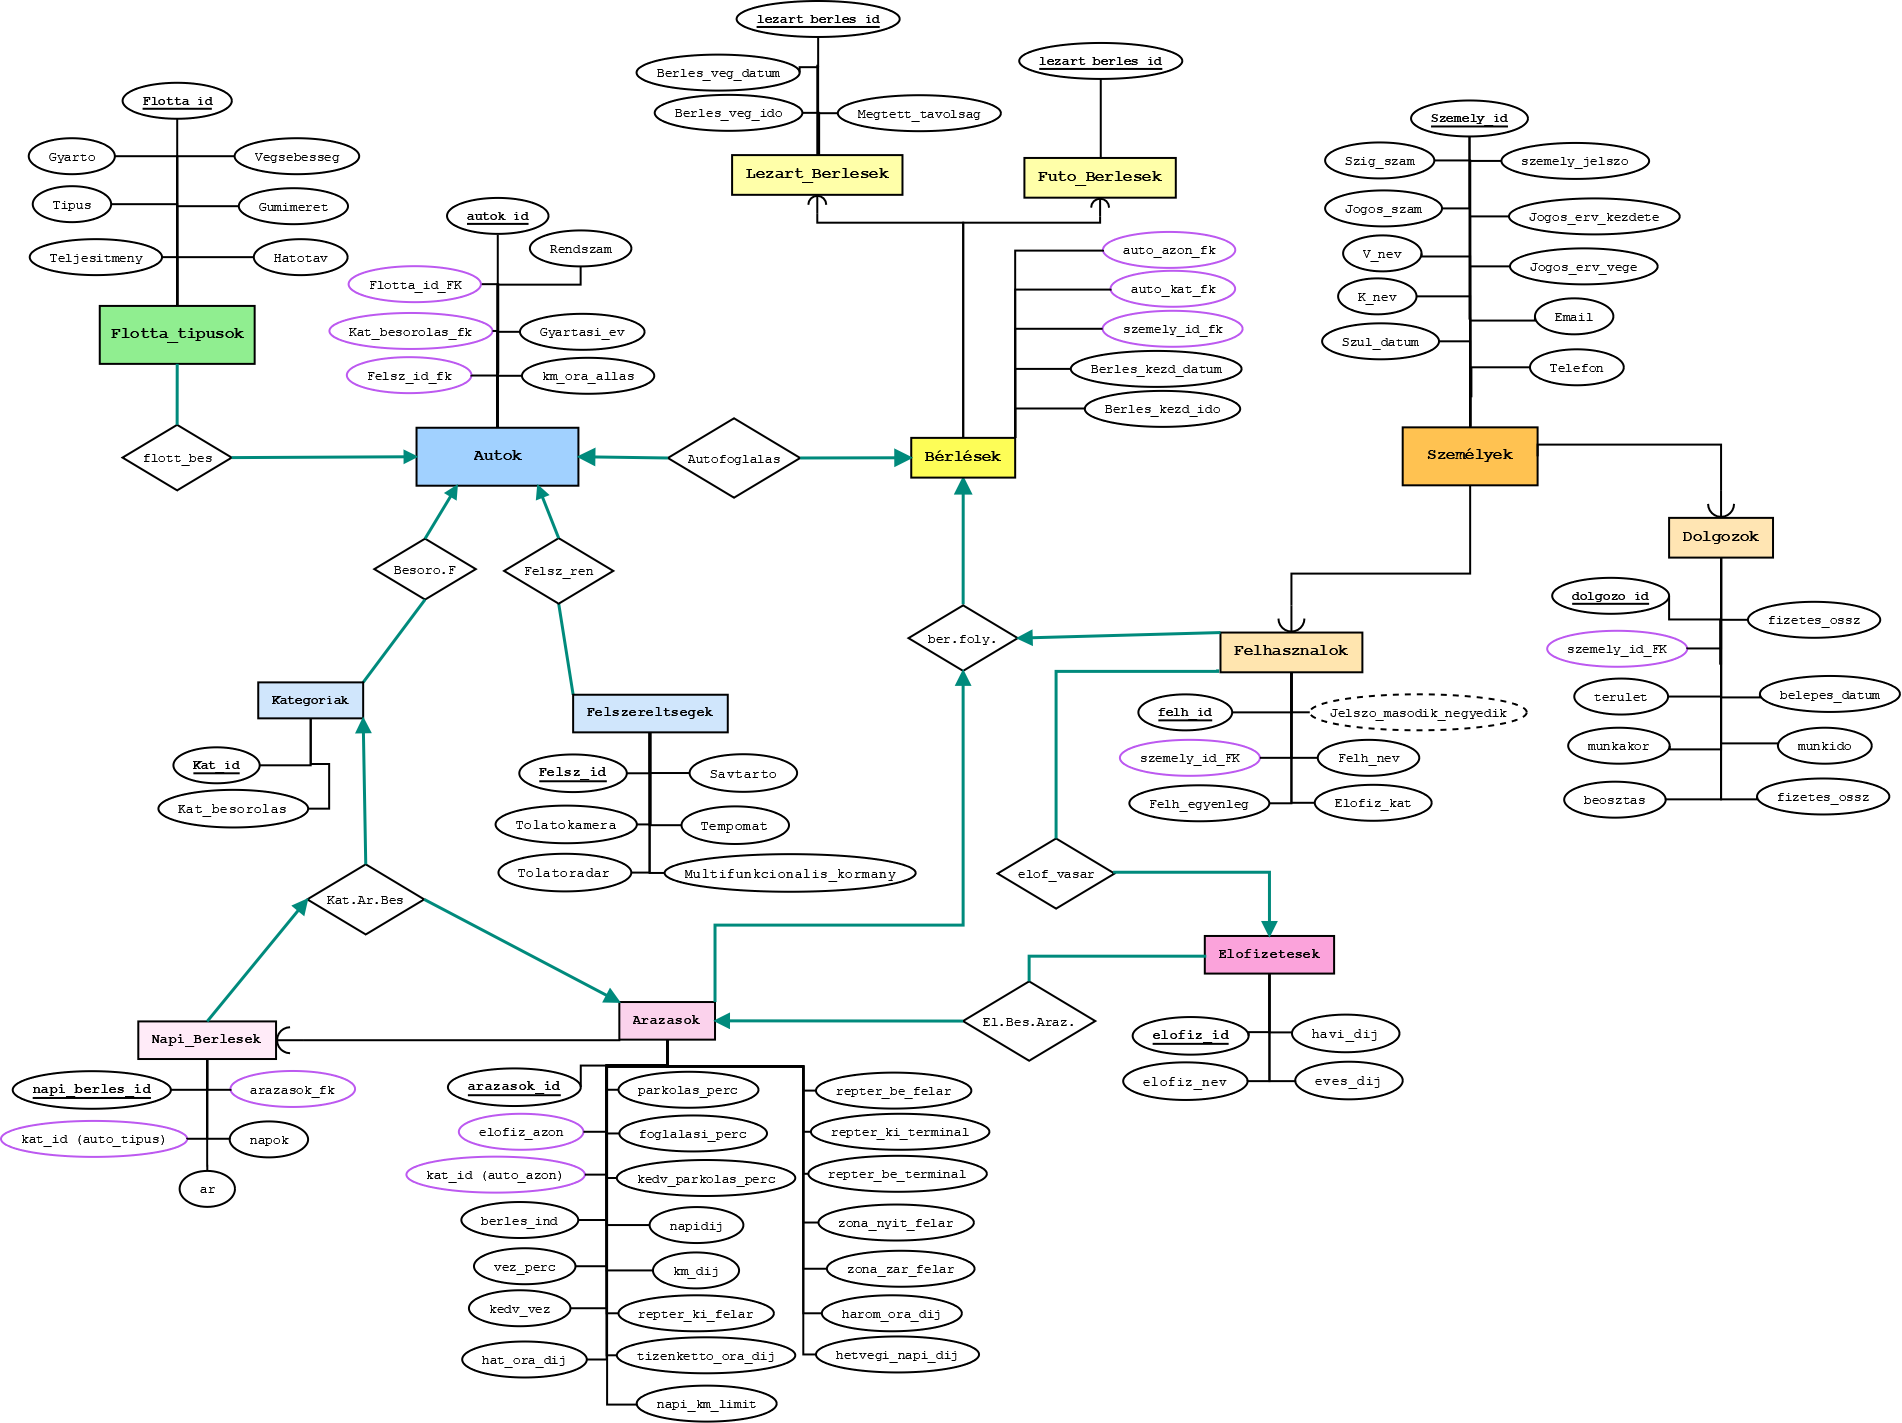 lezart_berles_id
Berles_veg_datum
Berles_veg_ido
Megtett_tavolsag
Lezart_Berlesek
lezart_berles_id
Futo_Berlesek
Flotta_id
Gyarto
Vegsebesseg
Tipus
Gumimeret
Teljesitmeny
Hatotav
Flotta_tipusok
flott_bes
autok_id
Rendszam
Flotta_id_FK
Kat_besorolas_fk
Gyartasi_ev
Felsz_id_fk
km_ora_allas
Autok
Autofoglalas
auto_azon_fk
auto_kat_fk
szemely_id_fk
Berles_kezd_datum
Berles_kezd_ido
Bérlések
Szemely_id
Szig_szam
szemely_jelszo
Jogos_szam
Jogos_erv_kezdete
V_nev
Jogos_erv_vege
K_nev
Email
Szul_datum
Telefon
Személyek
Dolgozok
dolgozo_id
fizetes_ossz
szemely_id_FK
terulet
belepes_datum
munkakor
munkido
beosztas
fizetes_ossz
Besoro.F
Felsz_ren
ber.foly.
Felhasznalok
felh_id
Jelszo_masodik_negyedik
szemely_id_FK
Felh_nev
Felh_egyenleg
Elofiz_kat
Kategoriak
Kat_id
Kat_besorolas
Felszereltsegek
Felsz_id
Savtarto
Tolatokamera
Tempomat
Tolatoradar
Multifunkcionalis_kormany
Kat.Ar.Bes
elof_vasar
Elofizetesek
elofiz_id
havi_dij
elofiz_nev
eves_dij
El.Bes.Araz.
Napi_Berlesek
napi_berles_id
arazasok_fk
kat_id (auto_tipus)
napok
ar
Arazasok
arazasok_id
parkolas_perc
repter_be_felar
elofiz_azon
foglalasi_perc
repter_ki_terminal
kat_id (auto_azon)
kedv_parkolas_perc
repter_be_terminal
berles_ind
napidij
zona_nyit_felar
vez_perc
km_dij
zona_zar_felar
kedv_vez
repter_ki_felar
harom_ora_dij
hat_ora_dij
tizenketto_ora_dij
hetvegi_napi_dij
napi_km_limit